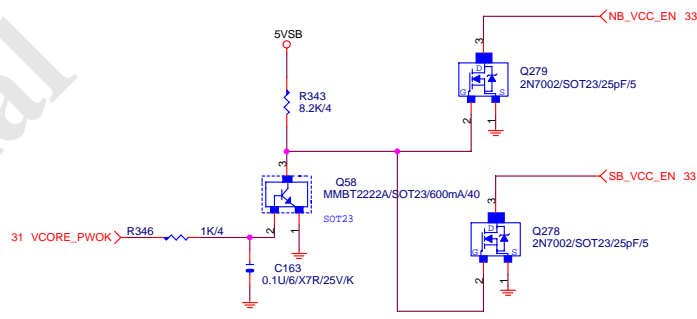 NB_VCC_EN 33
5VSB
3
D
G
S
Q279
2N7002/SOT23/25pF/5
2
1
R343
8.2K/4
3
Q58
MMBT2222A/SOT23/600mA/40
SOT23
2
1
SB_VCC_EN 33
3
D
G
S
Q278
2N7002/SOT23/25pF/5
2
1
31 VCORE_PWOK
R346
1K/4
C163
0.1U/6/X7R/25V/K
al